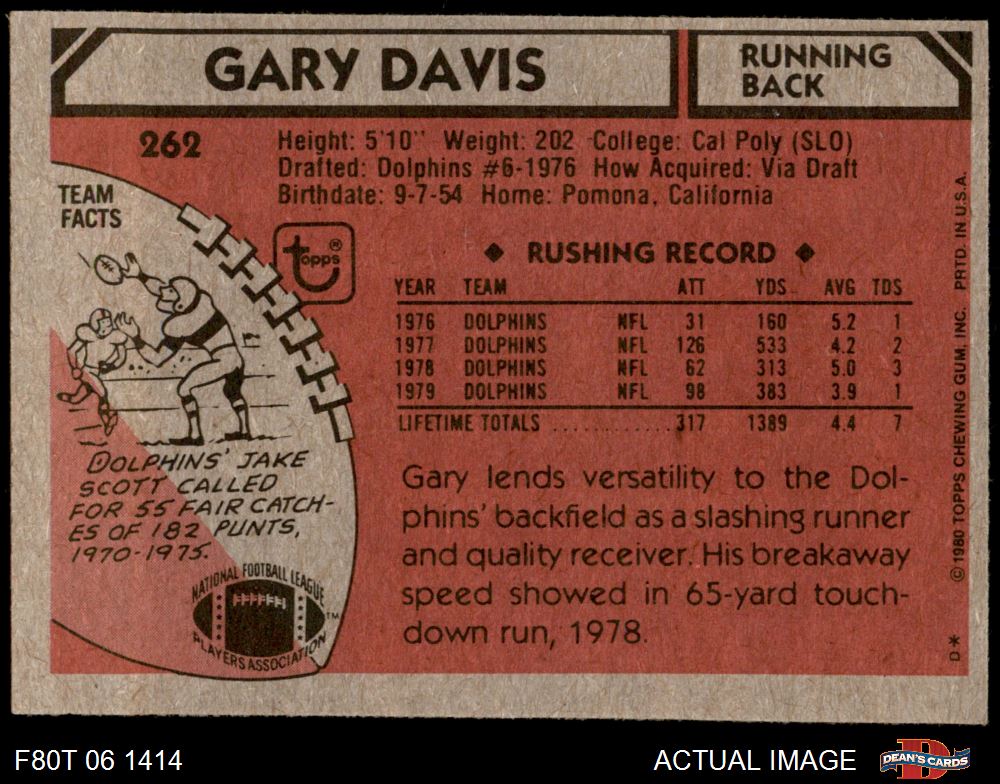 GARY DAVIS
RUNNING
BACK
262
Height: 5'10" Weight: 202 College: Cal Poly (SLO)
Drafted: Dolphins #6-1976 How Acquired: Via Draft
Birthdate: 9-7-54 Home: Pomona, California
TEAM
FACTS
topps®
◆ RUSHING RECORD ◆
YEAR TEAM ATT YDS. AVG TDS
1976 DOLPHINS NFL 31 160 5.2 1
1977 DOLPHINS NFL 126 533 4.2 2
1978 DOLPHINS NFL 62 313 5.0 3
1979 DOLPHINS NFL 98 383 3.9 1
LIFETIME TOTALS ............ 317 1389 4.4 7
DOLPHINS' JAKE
SCOTT CALLED
FOR 55 FAIR CATCH-
ES OF 182 PUNTS,
1970-1975.
NATIONAL FOOTBALL LEAGUE
PLAYERS ASSOCIATION
TM
Gary lends versatility to the Dol-
phins' backfield as a slashing runner
and quality receiver. His breakaway
speed showed in 65-yard touch-
down run, 1978.
D* © 1980 TOPPS CHEWING GUM, INC. PRTD. IN U.S.A.
F80T 06 1414
ACTUAL IMAGE
DEAN'S CARDS